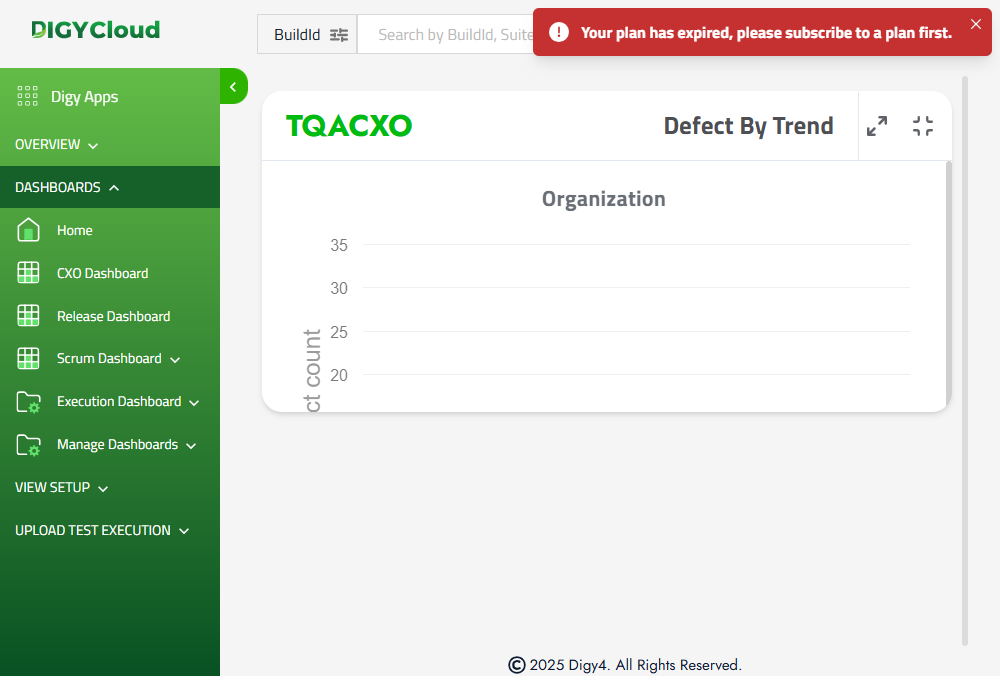 DIGYCloud
BuildId
Search by BuildId, Suite
Your plan has expired, please subscribe to a plan first.
Digy Apps
OVERVIEW
DASHBOARDS
Home
CXO Dashboard
Release Dashboard
Scrum Dashboard
Execution Dashboard
Manage Dashboards
VIEW SETUP
UPLOAD TEST EXECUTION
TQACXO
Defect By Trend
Organization
35
30
25
20
ct count
© 2025 Digy4. All Rights Reserved.